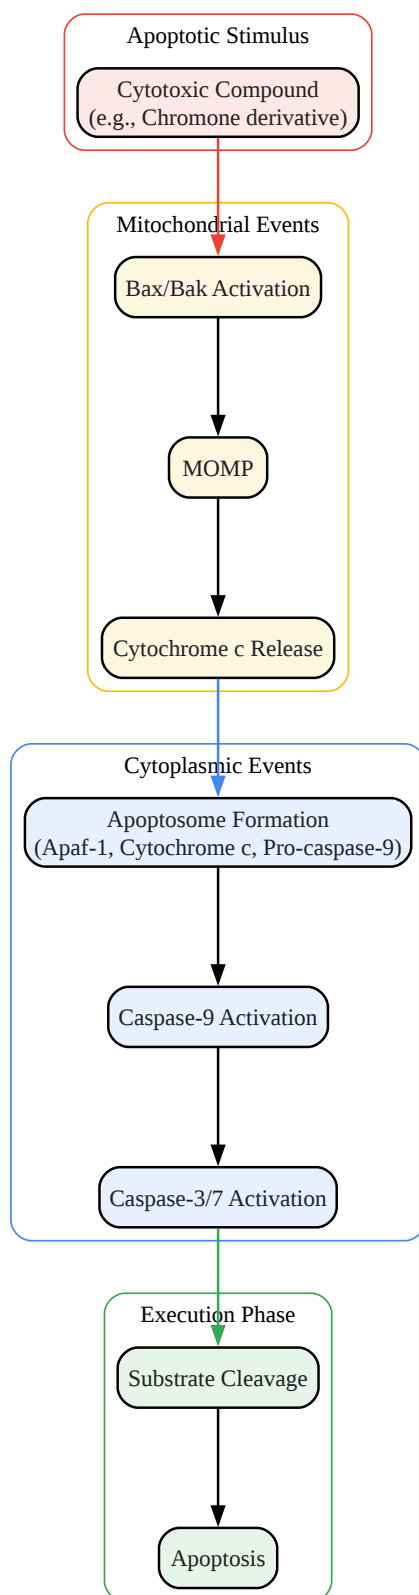 Apoptotic Stimulus
Cytotoxic Compound
(e.g., Chromone derivative)
Mitochondrial Events
Bax/Bak Activation
MOMP
Cytochrome c Release
Cytoplasmic Events
Apoptosome Formation
(Apaf-1, Cytochrome c, Pro-caspase-9)
Caspase-9 Activation
Caspase-3/7 Activation
Execution Phase
Substrate Cleavage
Apoptosis